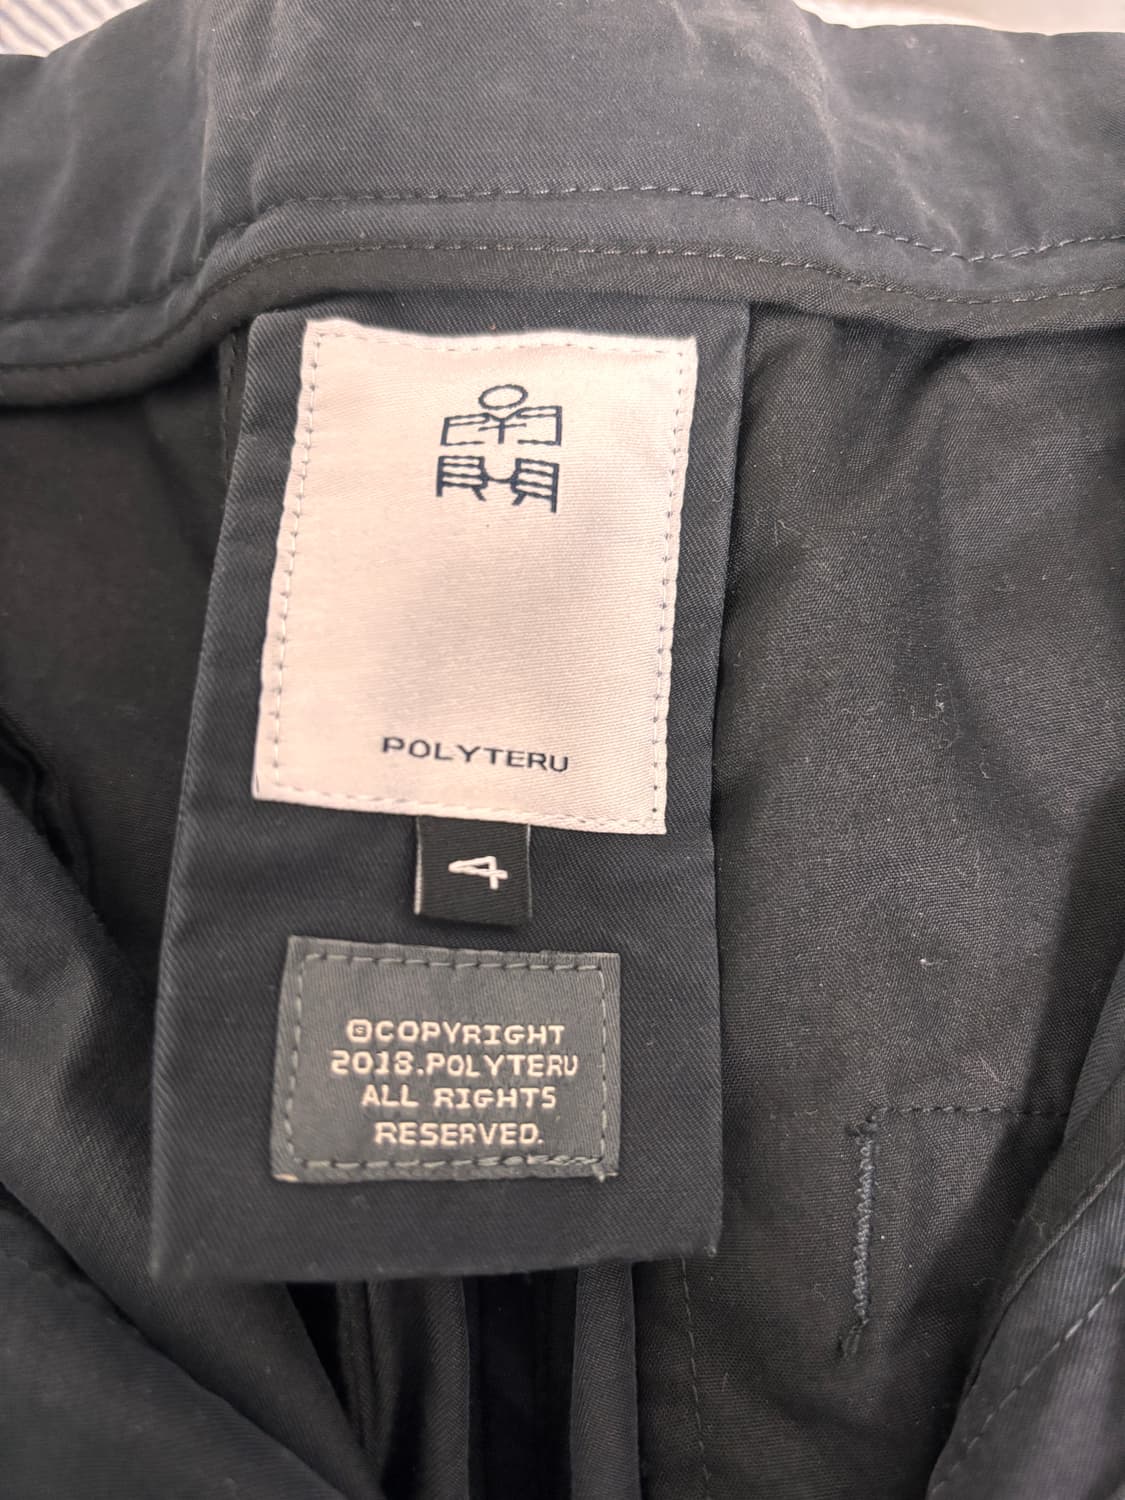 POLYTERU
4
©COPYRIGHT
2018.POLYTERU
ALL RIGHTS
RESERVED.